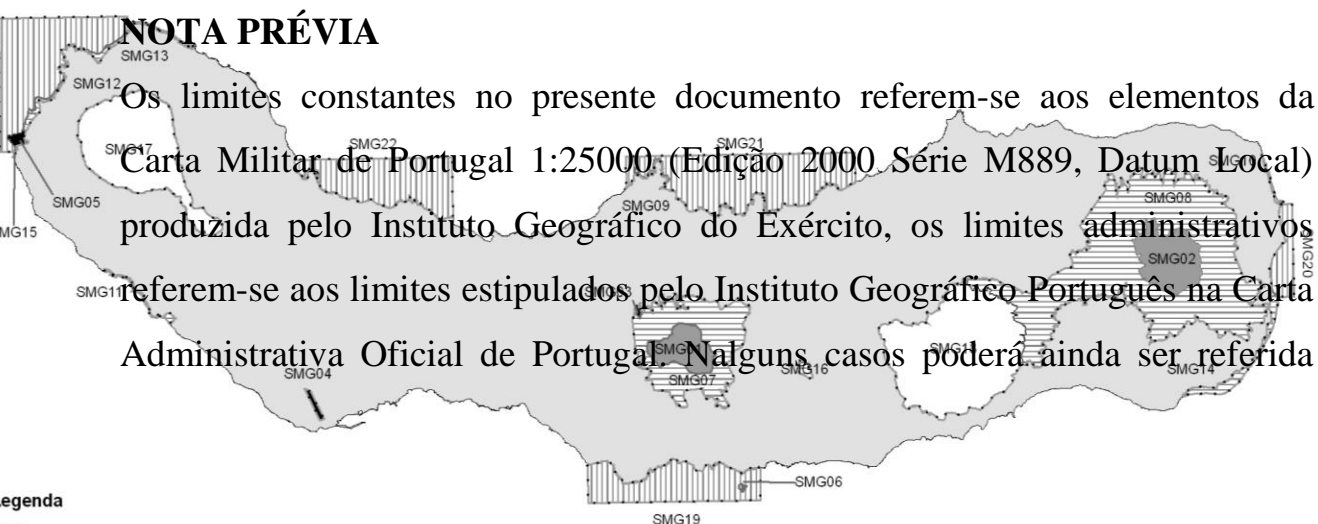 NOTA PRÉVIA
SMG13
SMG12
Os limites constantes no presente documento referem-se aos elementos da
SMG17
SMG22
SMG21
Carta Militar de Portugal 1:25000 (Edição 2000 Série M889, Datum Local)
SMG05
SMG09
SMG08
MG15
produzida pelo Instituto Geográfico do Exército, os limites administrativos
SMG02
SMG20
SMG11
referem-se aos limites estipulados pelo Instituto Geográfico Português na Carta
Administrativa Oficial de Portugal. Nalguns casos poderá ainda ser referida
SMG04
SMG07
SMG16
SMG14
SMG06
Legenda
SMG19